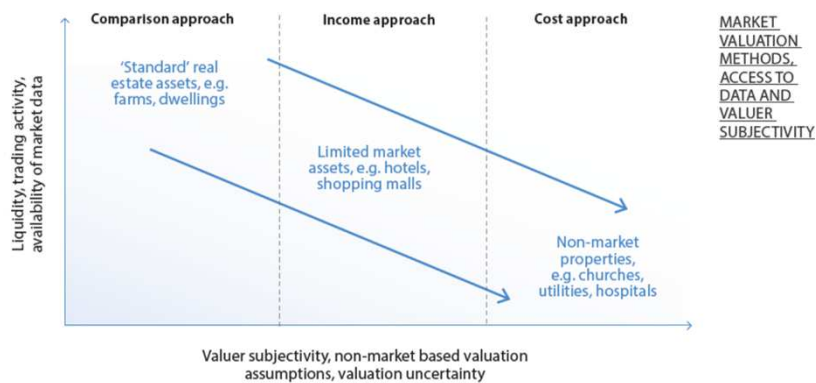 Comparison approach
Income approach
Cost approach
MARKET
VALUATION
METHODS,
ACCESS TO
DATA AND
VALUER
SUBJECTIVITY
Liquidity, trading activity,
availability of market data
‘Standard’ real
estate assets, e.g.
farms, dwellings
Limited market
assets, e.g. hotels,
shopping malls
Non-market
properties,
e.g. churches,
utilities, hospitals
Valuer subjectivity, non-market based valuation
assumptions, valuation uncertainty